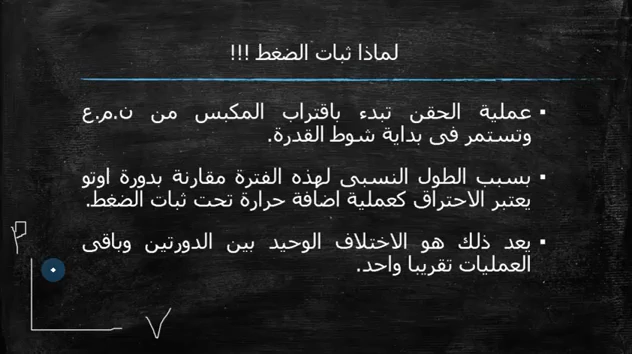 لماذا ثبات الضغط !!!
▪ عملية الحقن تبدء باقتراب المكبس من ن.م.ع
وتستمر فى بداية شوط القدرة.
▪ بسبب الطول النسبى لهذه الفترة مقارنة بدورة اوتو
يعتبر الاحتراق كعملية اضافة حرارة تحت ثبات الضغط.
▪ يعد ذلك هو الاختلاف الوحيد بين الدورتين وباقى
العمليات تقريبا واحد.
P
V